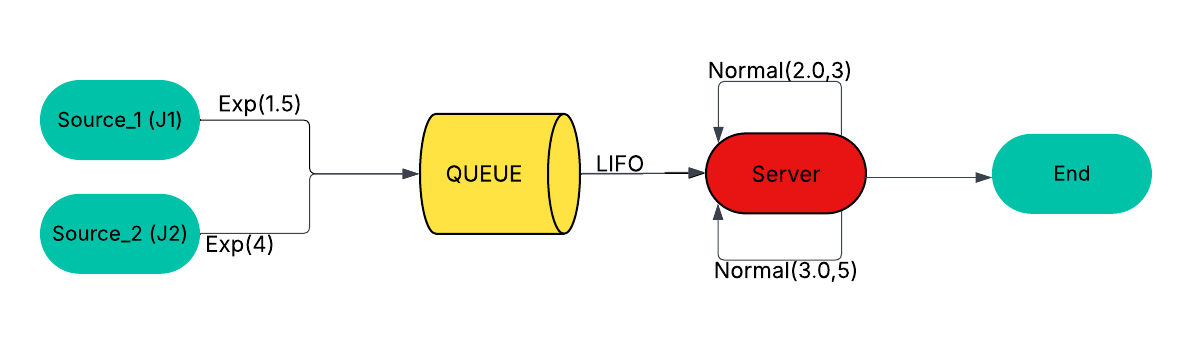 Normal(2.0,3)
Exp(1.5)
Source_1 (J1)
QUEUE
LIFO
Server
End
Source_2 (J2)
Exp(4)
Normal(3.0,5)